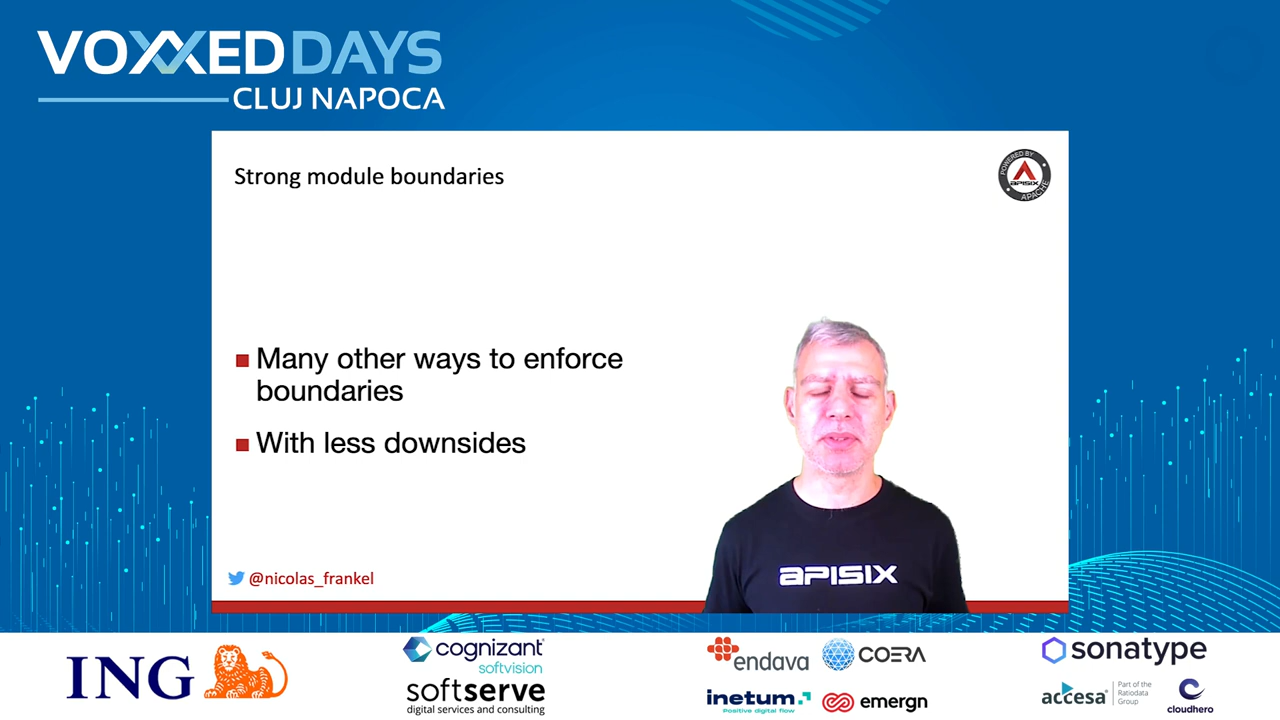 VOXXED DAYS
CLUJ NAPOCA
Strong module boundaries
POWERED BY
APISIX
APACHE
Many other ways to enforce
boundaries
With less downsides
@nicolas_frankel
APISIX
ING
cognizant
softvision
softserve
digital services and consulting
endava
COERA
inetum.
Positive digital flow
emergn
sonatype
accesa
Part of the
Ratiodata
Group
cloudhero